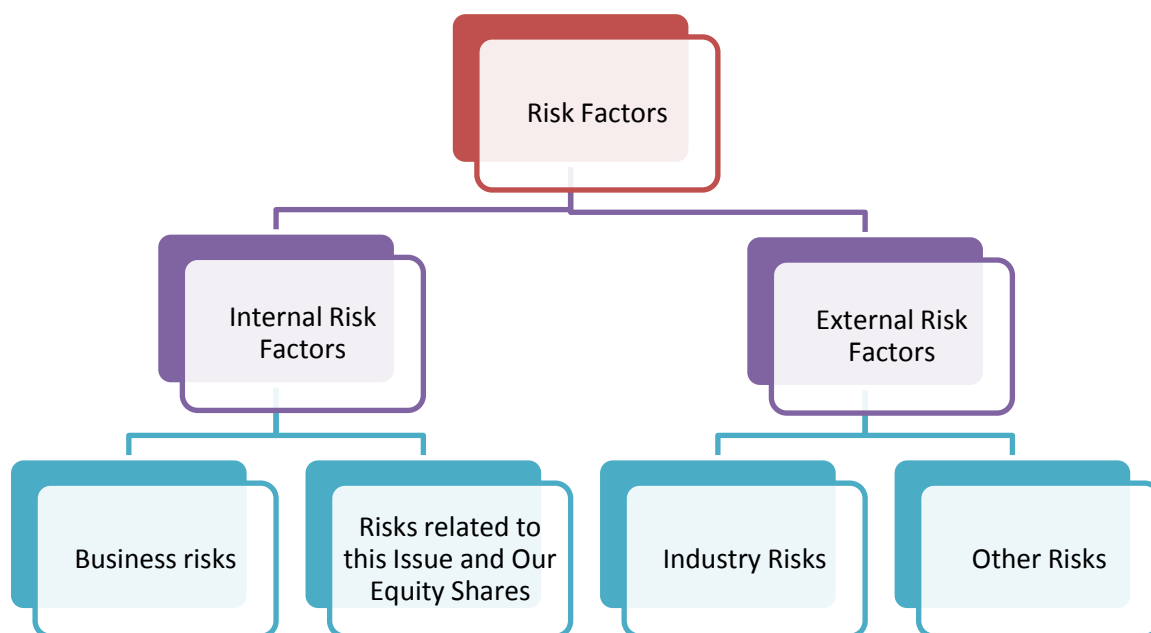 Risk Factors
Internal Risk
Factors
External Risk
Factors
Business risks
Risks related to
this Issue and Our
Equity Shares
Industry Risks
Other Risks